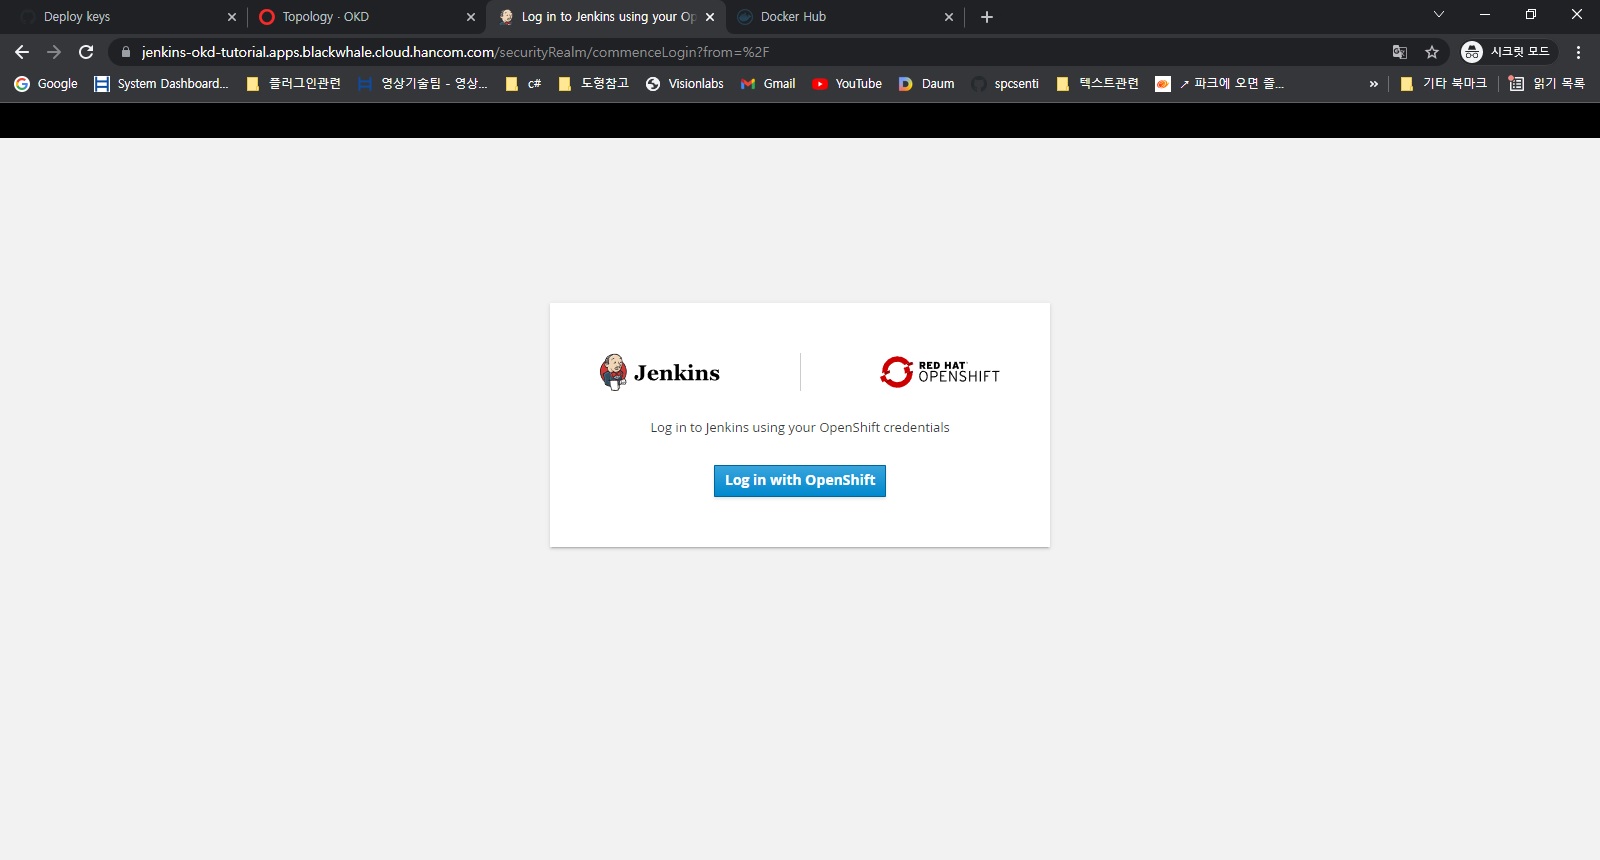 Deploy keys
Topology · OKD
Log in to Jenkins using your Op
Docker Hub
jenkins-okd-tutorial.apps.blackwhale.cloud.hancom.com/securityRealm/commenceLogin?from=%2F
시크릿 모드
Google
System Dashboard...
플러그인관련
영상기술팀 - 영상...
c#
도형참고
Visionlabs
Gmail
YouTube
Daum
spcsenti
텍스트관련
↗ 파크에 오면 즐...
»
기타 북마크
읽기 목록
Jenkins
RED HAT
OPENSHIFT
Log in to Jenkins using your OpenShift credentials
Log in with OpenShift